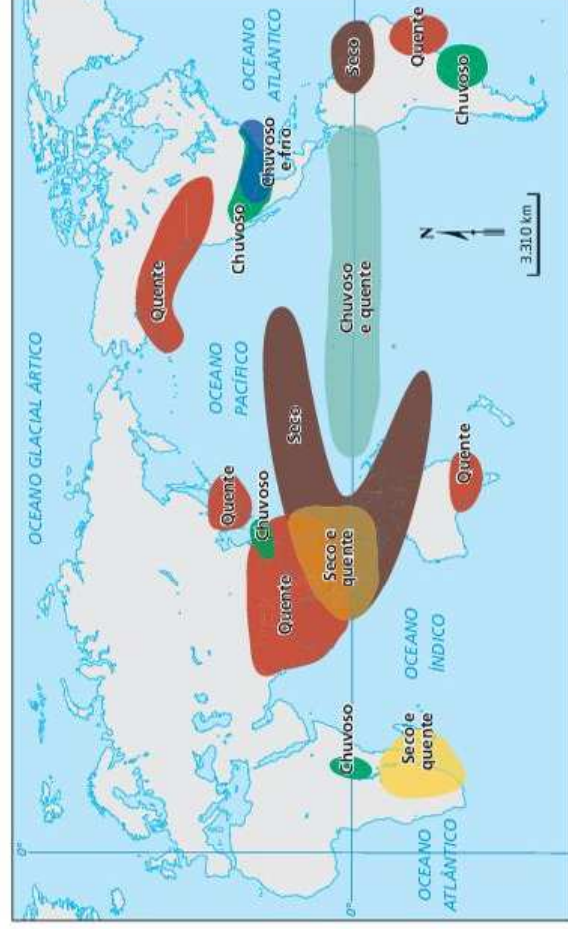 OCEANO GLACIAL ÁRTICO
0°
Quente
OCEANO
ATLÂNTICO
Chuvoso
Chuvoso
e frio
OCEANO
PACÍFICO
Quente
Chuvoso
Seco
Quente
Seco e
quente
Chuvoso
e quente
Seco
Chuvoso
0°
Seco e
quente
OCEANO
ÍNDICO
OCEANO
ATLÂNTICO
Quente
Quente
Chuvoso
N
3.310 km